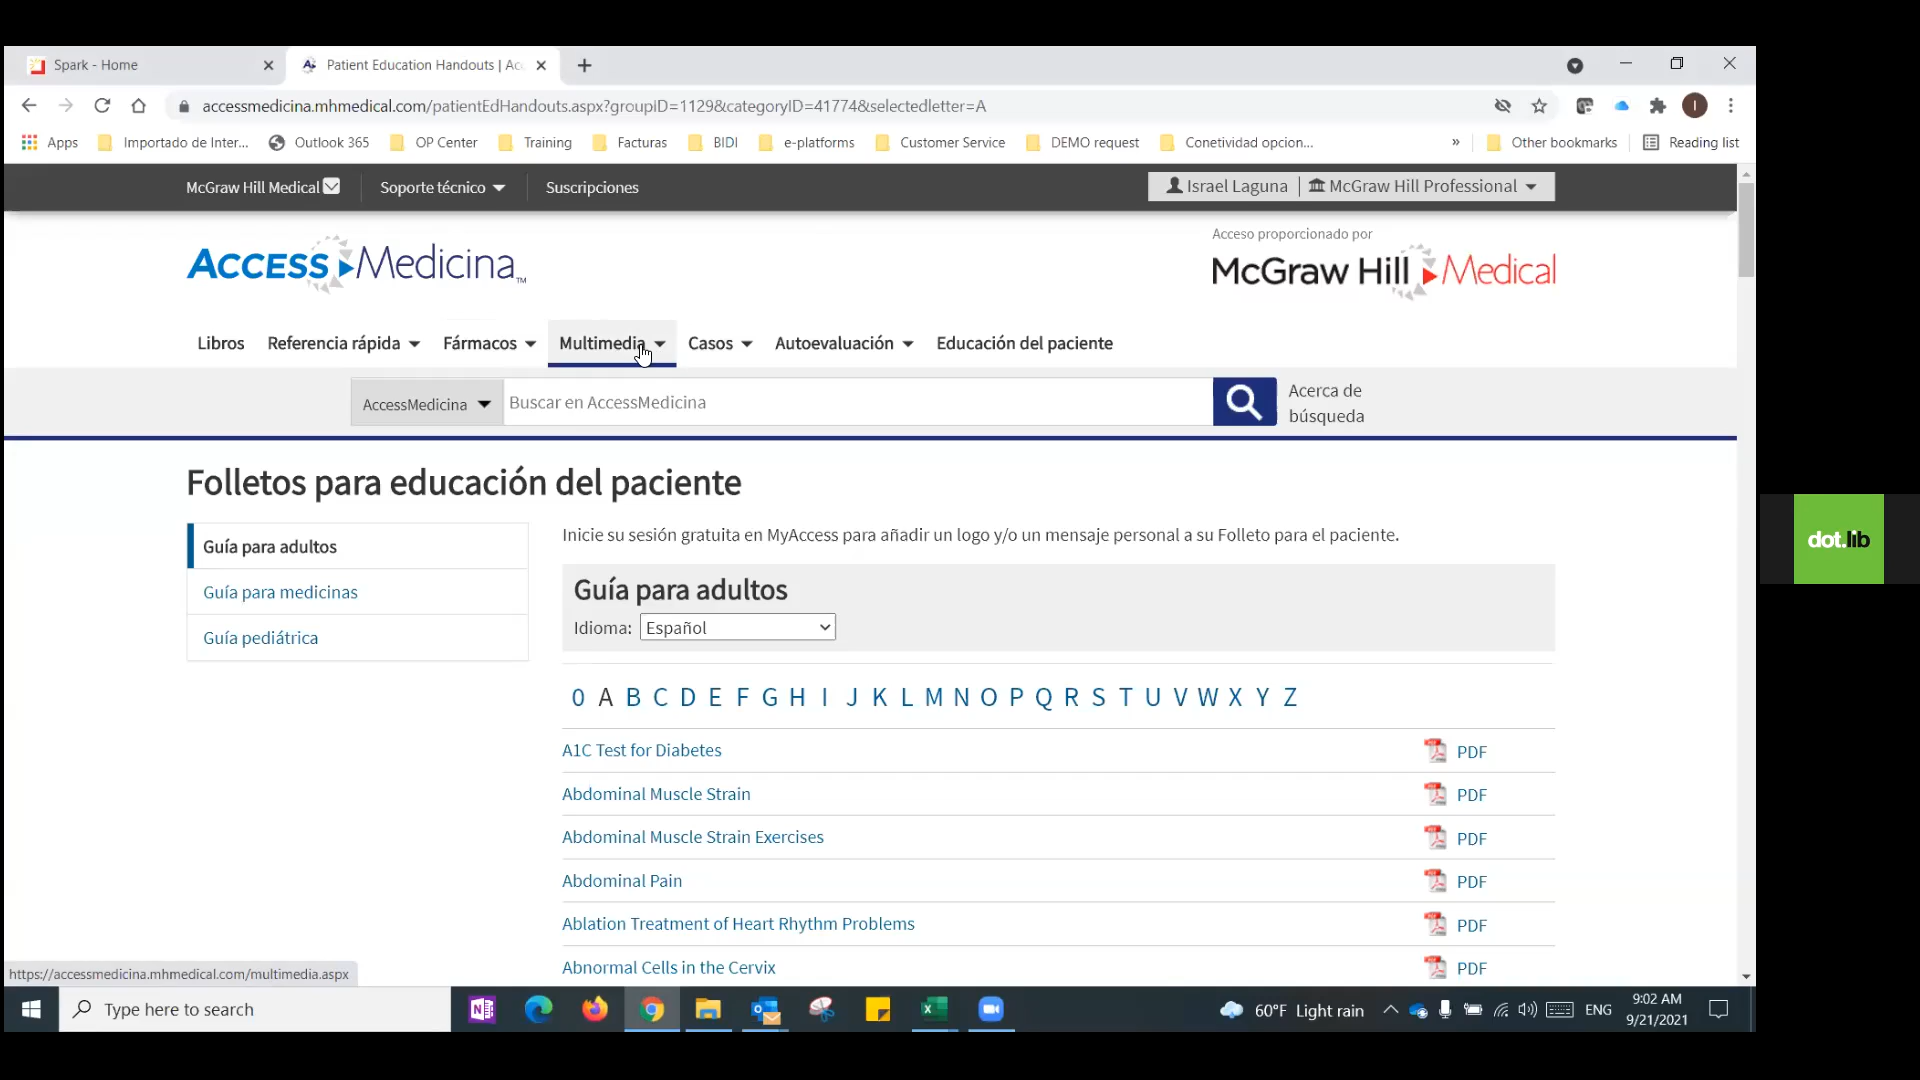 Spark - Home
Patient Education Handouts | Acc
accessmedicina.mhmedical.com/patientEdHandouts.aspx?groupID=1129&categoryID=41774&selectedletter=A
Apps Importado de Inter... Outlook 365 OP Center Training Facturas BIDI e-platforms Customer Service DEMO request Conetividad opcion... » Other bookmarks Reading list
McGraw Hill Medical Soporte técnico Suscripciones Israel Laguna | McGraw Hill Professional
Acceso proporcionado por
ACCESS Medicina™ McGraw Hill Medical
Libros Referencia rápida Fármacos Multimedia Casos Autoevaluación Educación del paciente
AccessMedicina Buscar en AccessMedicina Acerca de
búsqueda
Folletos para educación del paciente
Guía para adultos
Guía para medicinas
Guía pediátrica
Inicie su sesión gratuita en MyAccess para añadir un logo y/o un mensaje personal a su Folleto para el paciente.
Guía para adultos
Idioma: Español
0 A B C D E F G H I J K L M N O P Q R S T U V W X Y Z
A1C Test for Diabetes PDF
Abdominal Muscle Strain PDF
Abdominal Muscle Strain Exercises PDF
Abdominal Pain PDF
Ablation Treatment of Heart Rhythm Problems PDF
Abnormal Cells in the Cervix PDF
https://accessmedicina.mhmedical.com/multimedia.aspx
Type here to search
60°F Light rain
ENG
9:02 AM
9/21/2021
dot.lib